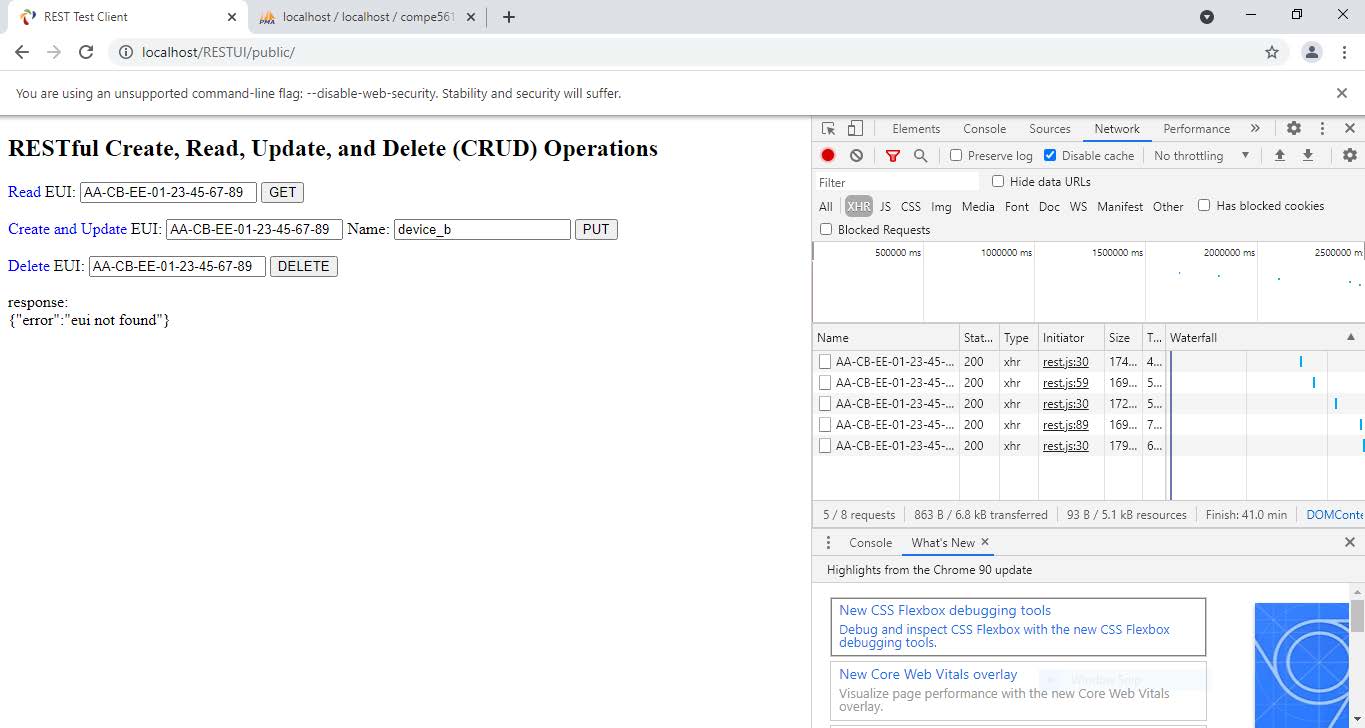 REST Test Client
PMA localhost / localhost / compe561
localhost/RESTUI/public/
You are using an unsupported command-line flag: --disable-web-security. Stability and security will suffer.
RESTful Create, Read, Update, and Delete (CRUD) Operations
Read EUI: AA-CB-EE-01-23-45-67-89 GET
Create and Update EUI: AA-CB-EE-01-23-45-67-89 Name: device_b PUT
Delete EUI: AA-CB-EE-01-23-45-67-89 DELETE
response:
{"error":"eui not found"}
Elements Console Sources Network Performance »
Preserve log Disable cache No throttling
Filter Hide data URLs
All XHR JS CSS Img Media Font Doc WS Manifest Other Has blocked cookies
Blocked Requests
500000 ms 1000000 ms 1500000 ms 2000000 ms 2500000 m
Name Stat... Type Initiator Size T... Waterfall
AA-CB-EE-01-23-45-... 200 xhr rest.js:30 174... 4...
AA-CB-EE-01-23-45-... 200 xhr rest.js:59 169... 5...
AA-CB-EE-01-23-45-... 200 xhr rest.js:30 172... 5...
AA-CB-EE-01-23-45-... 200 xhr rest.js:89 169... 7...
AA-CB-EE-01-23-45-... 200 xhr rest.js:30 179... 6...
5 / 8 requests 863 B / 6.8 kB transferred 93 B / 5.1 kB resources Finish: 41.0 min DOMConte
Console What's New
Highlights from the Chrome 90 update
New CSS Flexbox debugging tools
Debug and inspect CSS Flexbox with the new CSS Flexbox
debugging tools.
New Core Web Vitals overlay
Window Snip
Visualize page performance with the new Core Web Vitals
overlay.